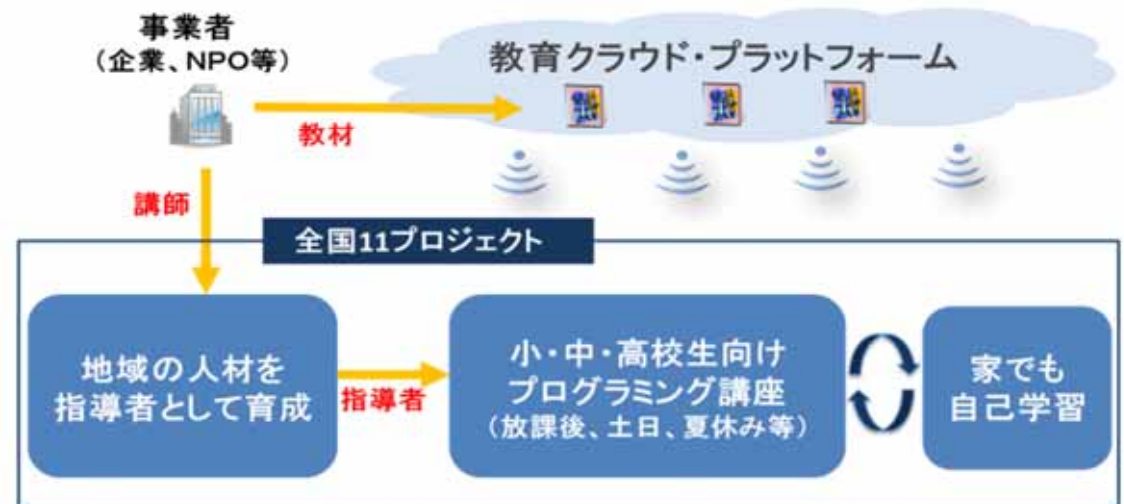 事業者
(企業、NPO等)
教育クラウド・プラットフォーム
教材
講師
全国11プロジェクト
地域の人材を
指導者として育成
指導者
小・中・高校生向け
プログラミング講座
(放課後、土日、夏休み等)
家でも
自己学習